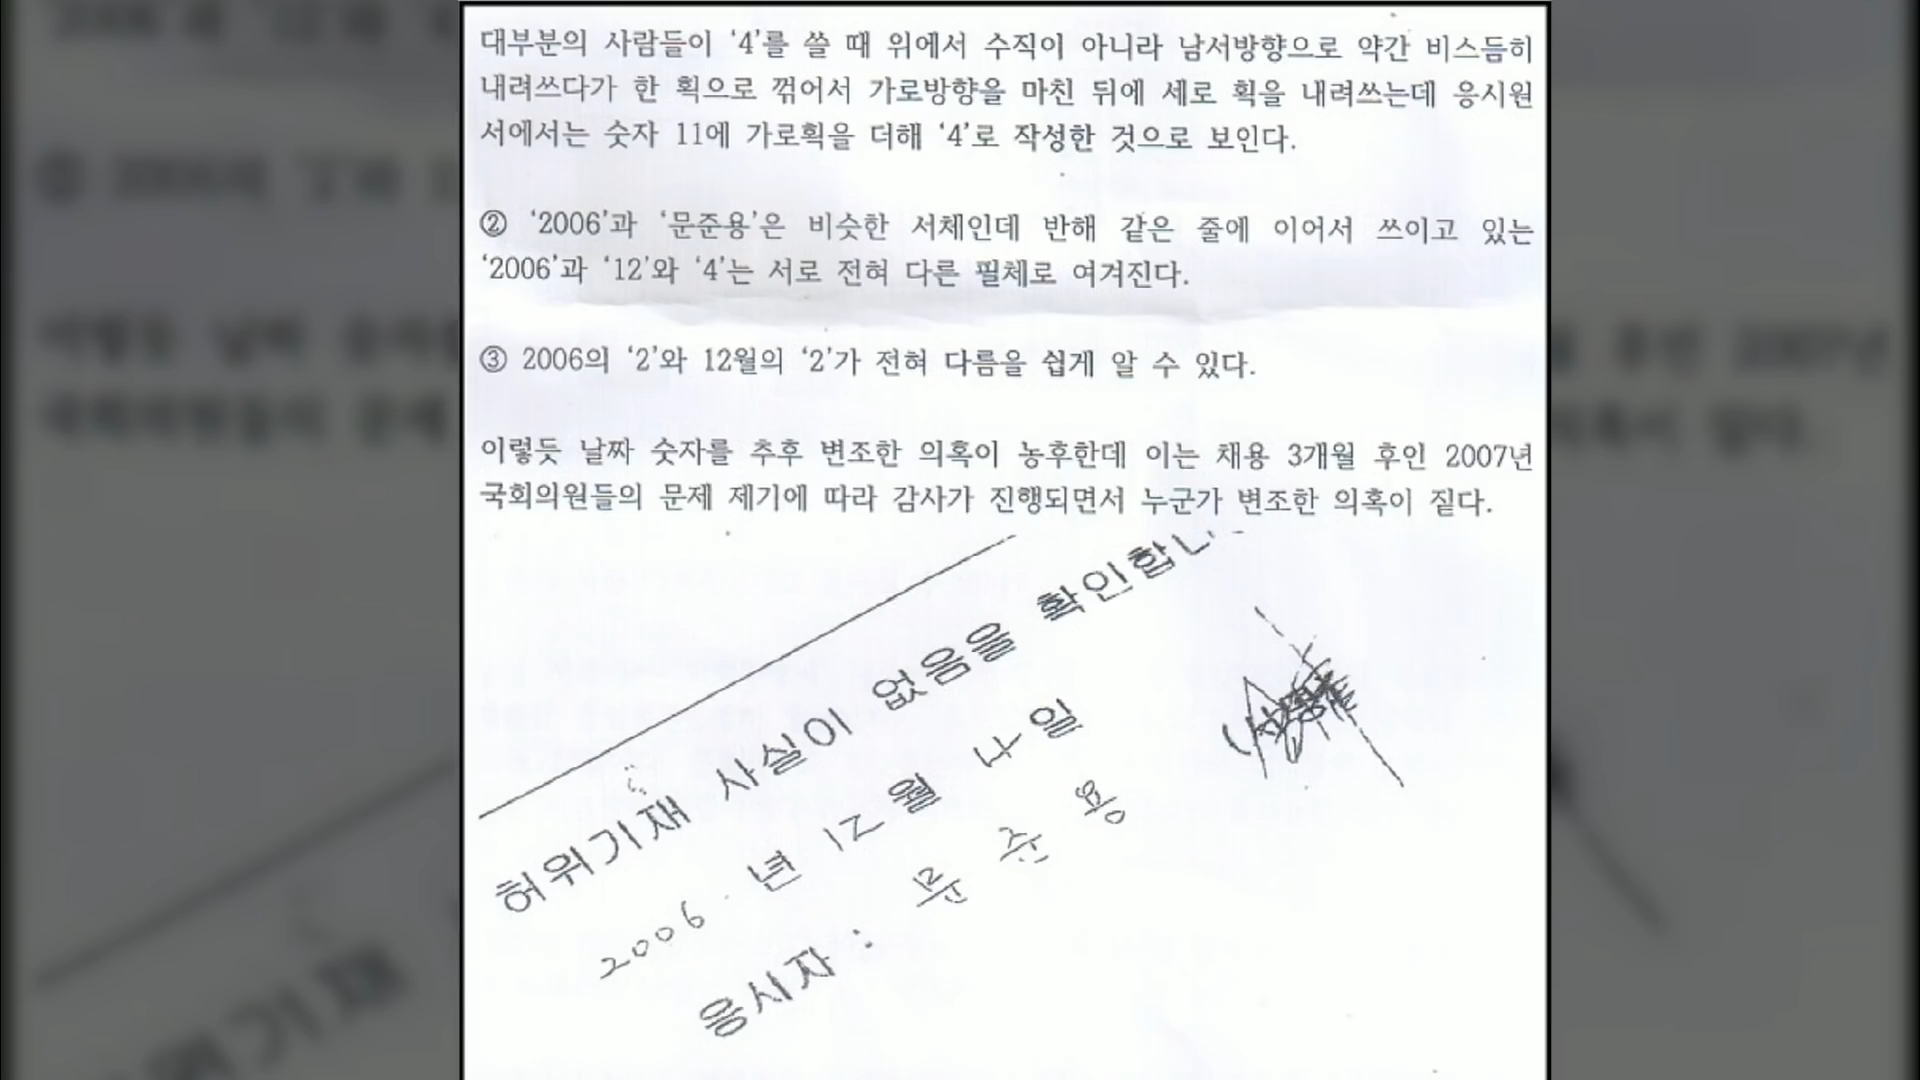 대부분의 사람들이 ‘4’를 쓸 때 위에서 수직이 아니라 남서방향으로 약간 비스듬히
내려쓰다가 한 획으로 꺾어서 가로방향을 마친 뒤에 세로 획을 내려쓰는데 응시원
서에서는 숫자 11에 가로획을 더해 ‘4’로 작성한 것으로 보인다.
② ‘2006’과 ‘문준용’은 비슷한 서체인데 반해 같은 줄에 이어서 쓰이고 있는
‘2006’과 ‘12’와 ‘4’는 서로 전혀 다른 필체로 여겨진다.
③ 2006의 ‘2’와 12월의 ‘2’가 전혀 다름을 쉽게 알 수 있다.
이렇듯 날짜 숫자를 추후 변조한 의혹이 농후한데 이는 채용 3개월 후인 2007년
국회의원들의 문제 제기에 따라 감사가 진행되면서 누군가 변조한 의혹이 짙다.
허위기재 사실이 없음을 확인합니
2006. 년 12 월 4 일
응시자 : 문 준 용